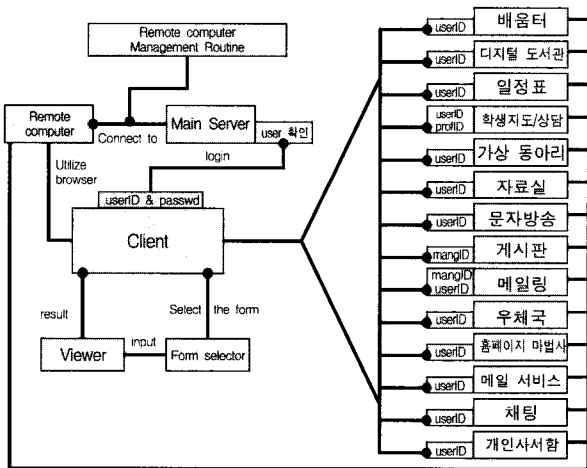 Remote computer
Management Routine
Remote
computer
Connect to
Main Server
user 확인
login
Utilize
browser
userID & passwd
Client
result
Select the form
Viewer
input
Form selector
userID 배움터
userID 디지털 도서관
userID 일정표
userID
profID 학생지도/상담
userID 가상 동아리
userID 자료실
userID 문자방송
mangID 게시판
mangID
userID 메일링
userID 우체국
userID 홈페이지 마법사
userID 메일 서비스
userID 채팅
userID 개인사서함